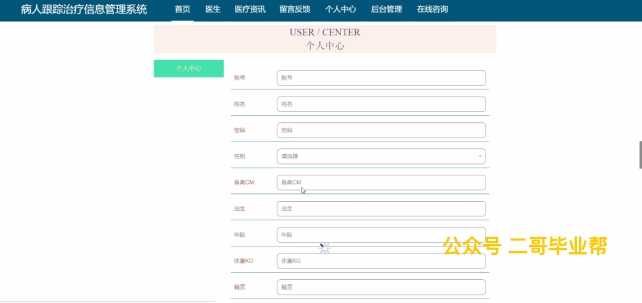 病人跟踪治疗信息管理系统 首页 医生 医疗资讯 留言反馈 个人中心 后台管理 在线咨询
USER / CENTER
个人中心
个人中心
账号 账号
姓名 姓名
密码 密码
性别 请选择
身高CM 身高CM
出生 出生
年龄 年龄
公众号 二哥毕业帮
体重KG 体重KG
籍贯 籍贯